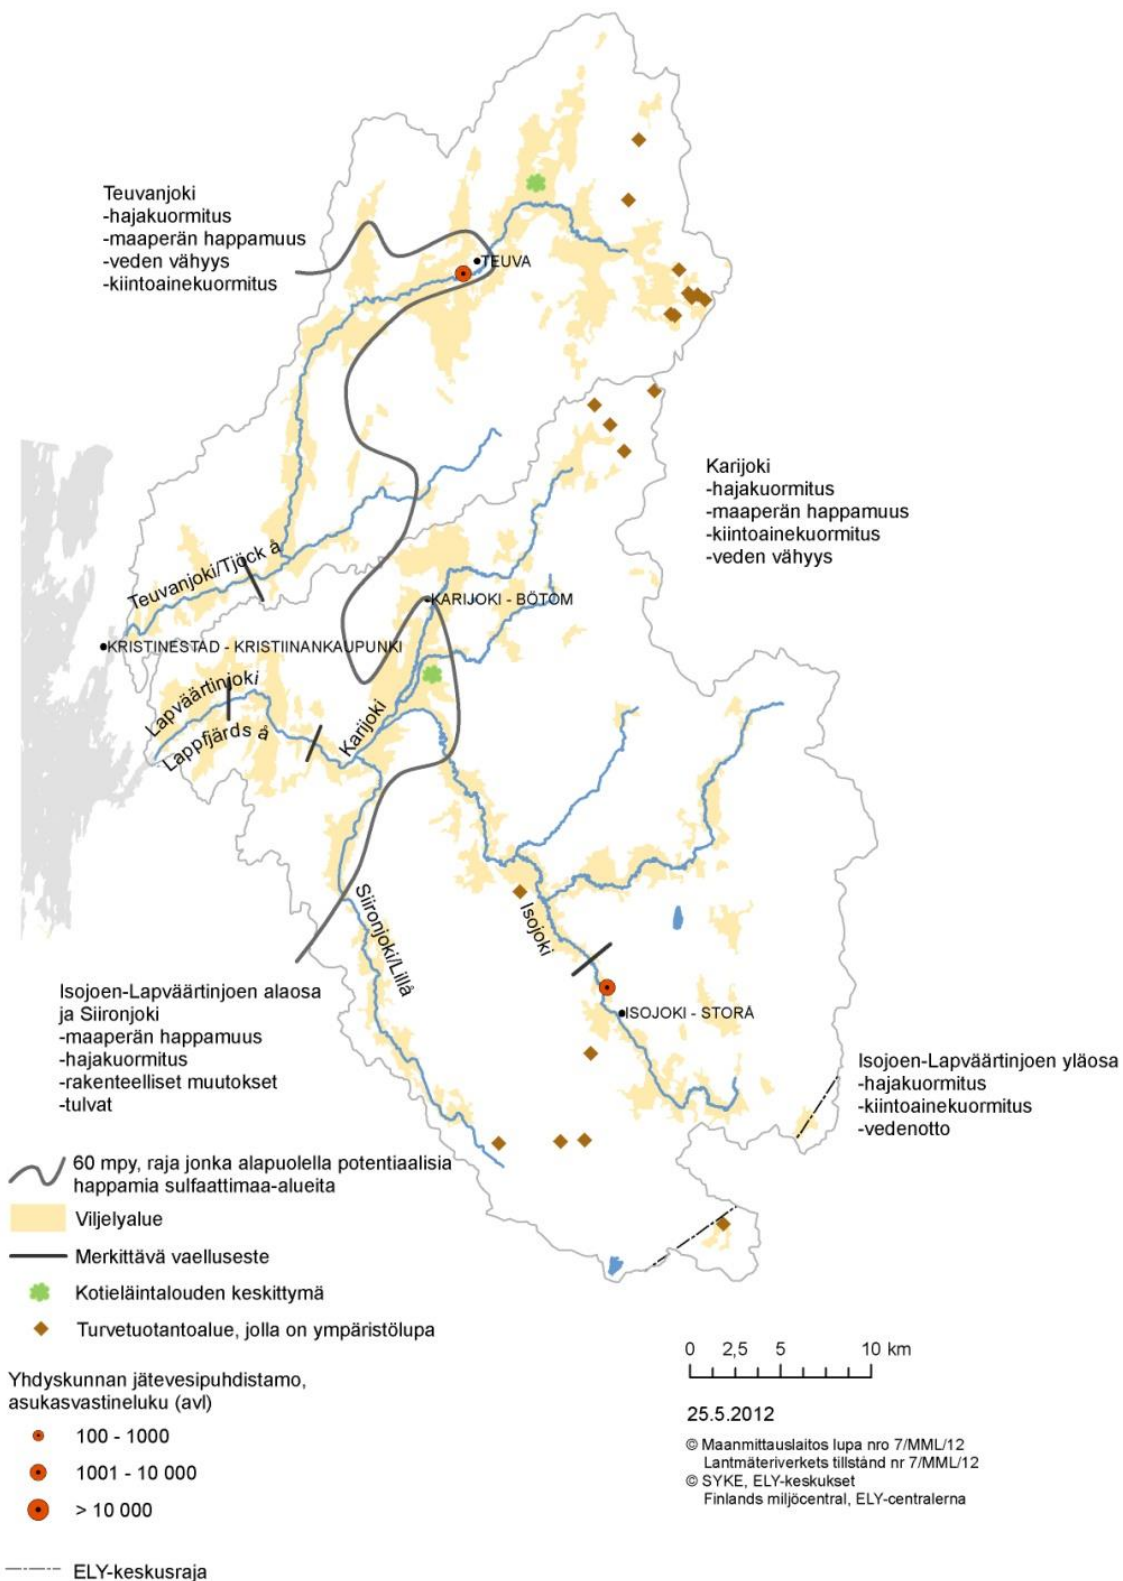 Teuvanjoki
-hajakuormitus
-maaperän happamuus
-veden vähyys
-kiintoainekuormitus
TEUVA
Karijoki
-hajakuormitus
-maaperän happamuus
-kiintoainekuormitus
-veden vähyys
Teuvanjoki/Tjöck å
KARIJOKI - BÖTOM
KRISTINESTAD - KRISTIINANKAUPUNKI
Lapväärtinjoki
Lappfjärds å
Karijoki
Siironjoki/Lillå
Isojoki
ISOJOKI - STORÅ
Isojoen-Lapväärtinjoen alaosa
ja Siironjoki
-maaperän happamuus
-hajakuormitus
-rakenteelliset muutokset
-tulvat
Isojoen-Lapväärtinjoen yläosa
-hajakuormitus
-kiintoainekuormitus
-vedenotto
60 mpy, raja jonka alapuolella potentiaalisia
happamia sulfaattimaa-alueita
Viljelyalue
Merkittävä vaelluseste
Kotieläintalouden keskittymä
Turvetuotantoalue, jolla on ympäristölupa
Yhdyskunnan jätevesipuhdistamo,
asukasvastineluku (avl)
100 - 1000
1001 - 10 000
> 10 000
ELY-keskusraja
0 2,5 5 10 km
25.5.2012
© Maanmittauslaitos lupa nro 7/MML/12
Lantmäteriverkets tillstånd nr 7/MML/12
© SYKE, ELY-keskukset
Finlands miljöcentral, ELY-centralerna